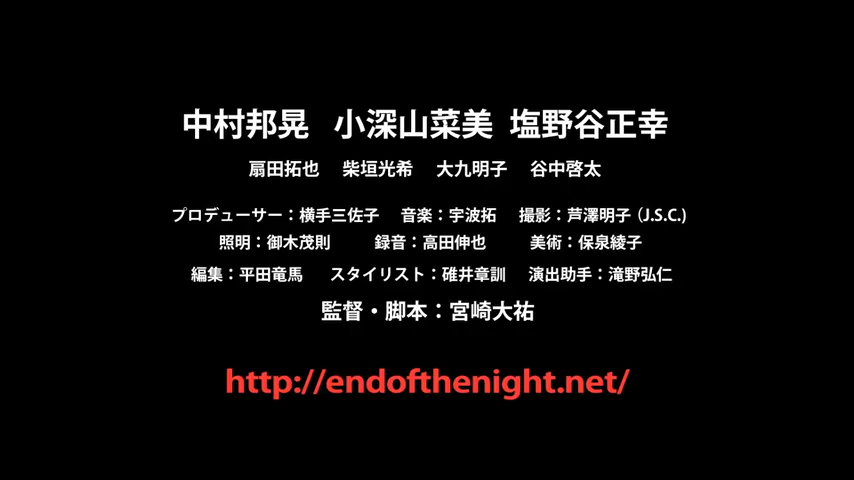 中村邦晃 小深山菜美 塩野谷正幸
扇田拓也 柴垣光希 大九明子 谷中啓太
プロデューサー：横手三佐子 音楽：宇波拓 撮影：芦澤明子（J.S.C.)
照明：御木茂則 録音：高田伸也 美術：保泉綾子
編集：平田竜馬 スタイリスト：碓井章訓 演出助手：滝野弘仁
監督・脚本：宮崎大祐
http://endofthenight.net/